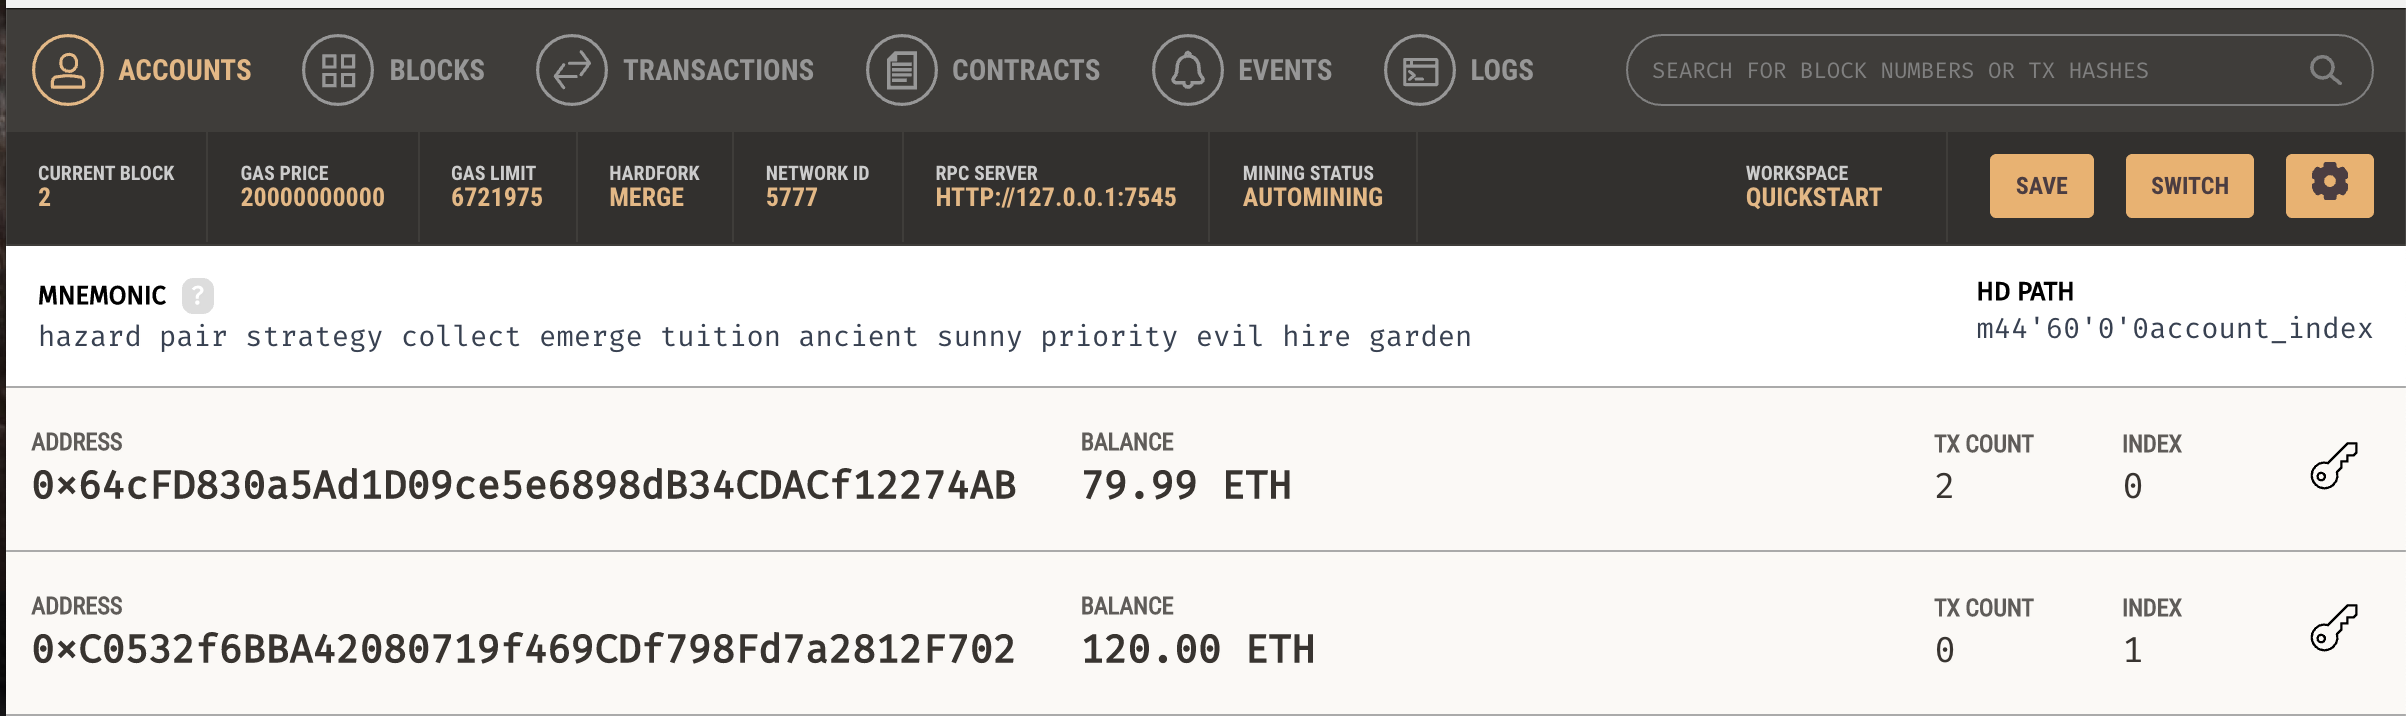 ACCOUNTS BLOCKS TRANSACTIONS CONTRACTS EVENTS LOGS SEARCH FOR BLOCK NUMBERS OR TX HASHES
CURRENT BLOCK GAS PRICE GAS LIMIT HARDFORK NETWORK ID RPC SERVER MINING STATUS WORKSPACE
2 20000000000 6721975 MERGE 5777 HTTP://127.0.0.1:7545 AUTOMINING QUICKSTART SAVE SWITCH
MNEMONIC ? HD PATH
hazard pair strategy collect emerge tuition ancient sunny priority evil hire garden m44'60'0'0account_index
ADDRESS BALANCE TX COUNT INDEX
0×64cFD830a5Ad1D09ce5e6898dB34CDACf12274AB 79.99 ETH 2 0
ADDRESS BALANCE TX COUNT INDEX
0×C0532f6BBA42080719f469CDf798Fd7a2812F702 120.00 ETH 0 1